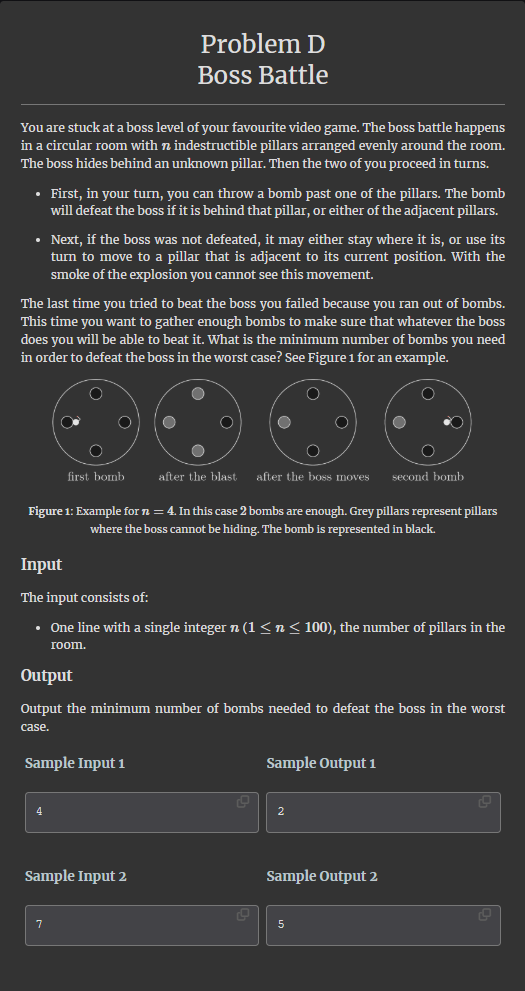 Problem D
Boss Battle
You are stuck at a boss level of your favourite video game. The boss battle happens
in a circular room with n indestructible pillars arranged evenly around the room.
The boss hides behind an unknown pillar. Then the two of you proceed in turns.
• First, in your turn, you can throw a bomb past one of the pillars. The bomb
will defeat the boss if it is behind that pillar, or either of the adjacent pillars.
• Next, if the boss was not defeated, it may either stay where it is, or use its
turn to move to a pillar that is adjacent to its current position. With the
smoke of the explosion you cannot see this movement.
The last time you tried to beat the boss you failed because you ran out of bombs.
This time you want to gather enough bombs to make sure that whatever the boss
does you will be able to beat it. What is the minimum number of bombs you need
in order to defeat the boss in the worst case? See Figure 1 for an example.
first bomb after the blast after the boss moves second bomb
Figure 1: Example for n = 4. In this case 2 bombs are enough. Grey pillars represent pillars
where the boss cannot be hiding. The bomb is represented in black.
Input
The input consists of:
• One line with a single integer n (1 ≤ n ≤ 100), the number of pillars in the
room.
Output
Output the minimum number of bombs needed to defeat the boss in the worst
case.
Sample Input 1 Sample Output 1
4 2
Sample Input 2 Sample Output 2
7 5